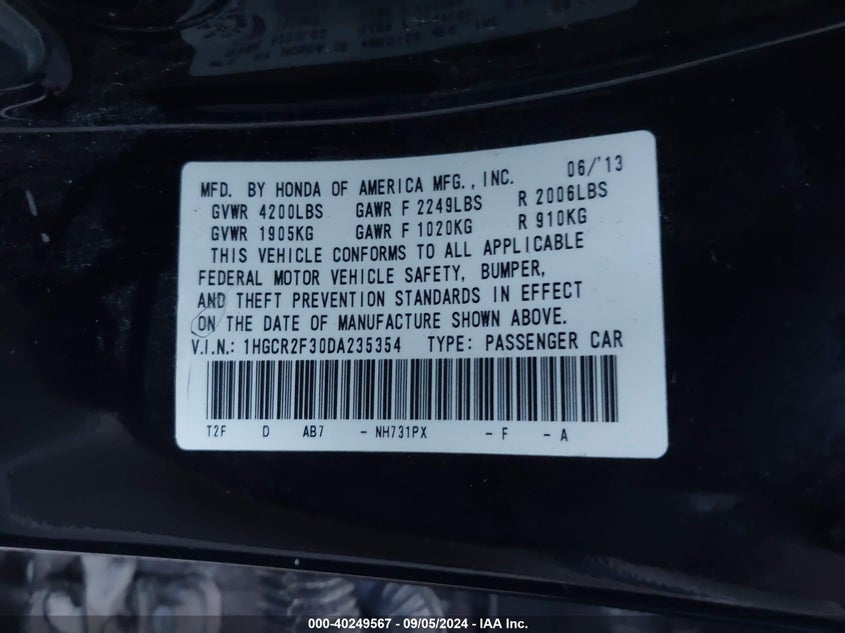 MFD. BY HONDA OF AMERICA MFG., INC. 06/'13
GVWR 4200LBS GAWR F 2249LBS R 2006LBS
GVWR 1905KG GAWR F 1020KG R 910KG
THIS VEHICLE CONFORMS TO ALL APPLICABLE
FEDERAL MOTOR VEHICLE SAFETY, BUMPER,
AND THEFT PREVENTION STANDARDS IN EFFECT
ON THE DATE OF MANUFACTURE SHOWN ABOVE.
V.I.N.: 1HGCR2F30DA235354 TYPE: PASSENGER CAR
T2F D AB7 - NH731PX - F - A
000-40249567 - 09/05/2024 - IAA Inc.